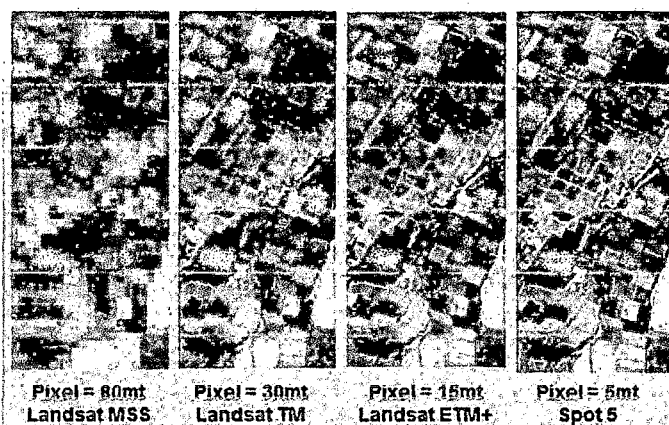 Pixel = 80mt
Landsat MSS
Pixel = 30mt
Landsat TM
Pixel = 15mt
Landsat ETM+
Pixel = 5mt
Spot 5